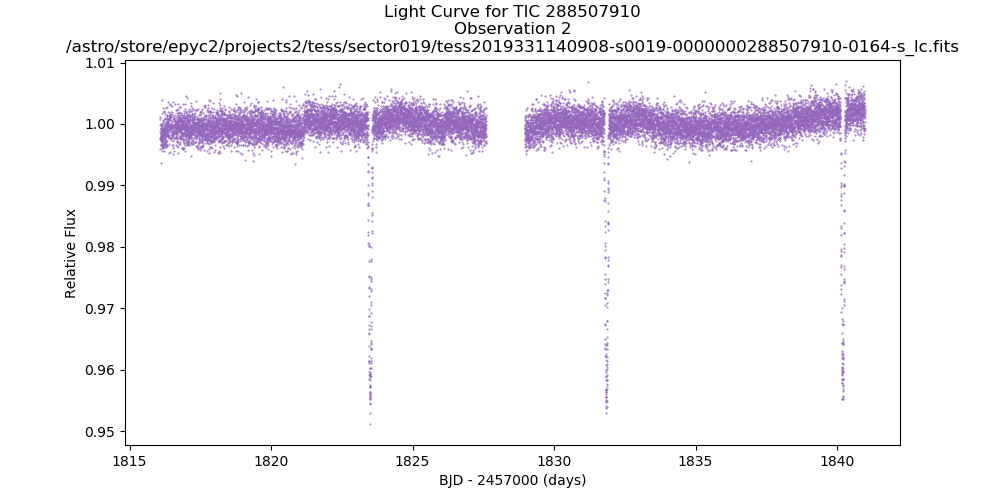 Light Curve for TIC 288507910
Observation 2
/astro/store/epyc2/projects2/tess/sector019/tess2019331140908-s0019-0000000288507910-0164-s_lc.fits
1.01
1.00
0.99
0.98
0.97
0.96
0.95
Relative Flux
1815
1820
1825
1830
1835
1840
BJD - 2457000 (days)